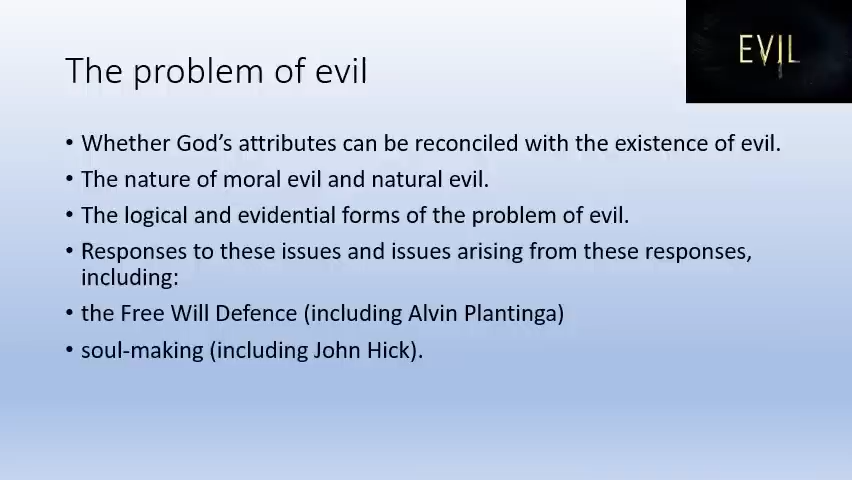 EVIL
The problem of evil
• Whether God's attributes can be reconciled with the existence of evil.
• The nature of moral evil and natural evil.
• The logical and evidential forms of the problem of evil.
• Responses to these issues and issues arising from these responses,
including:
• the Free Will Defence (including Alvin Plantinga)
• soul-making (including John Hick).